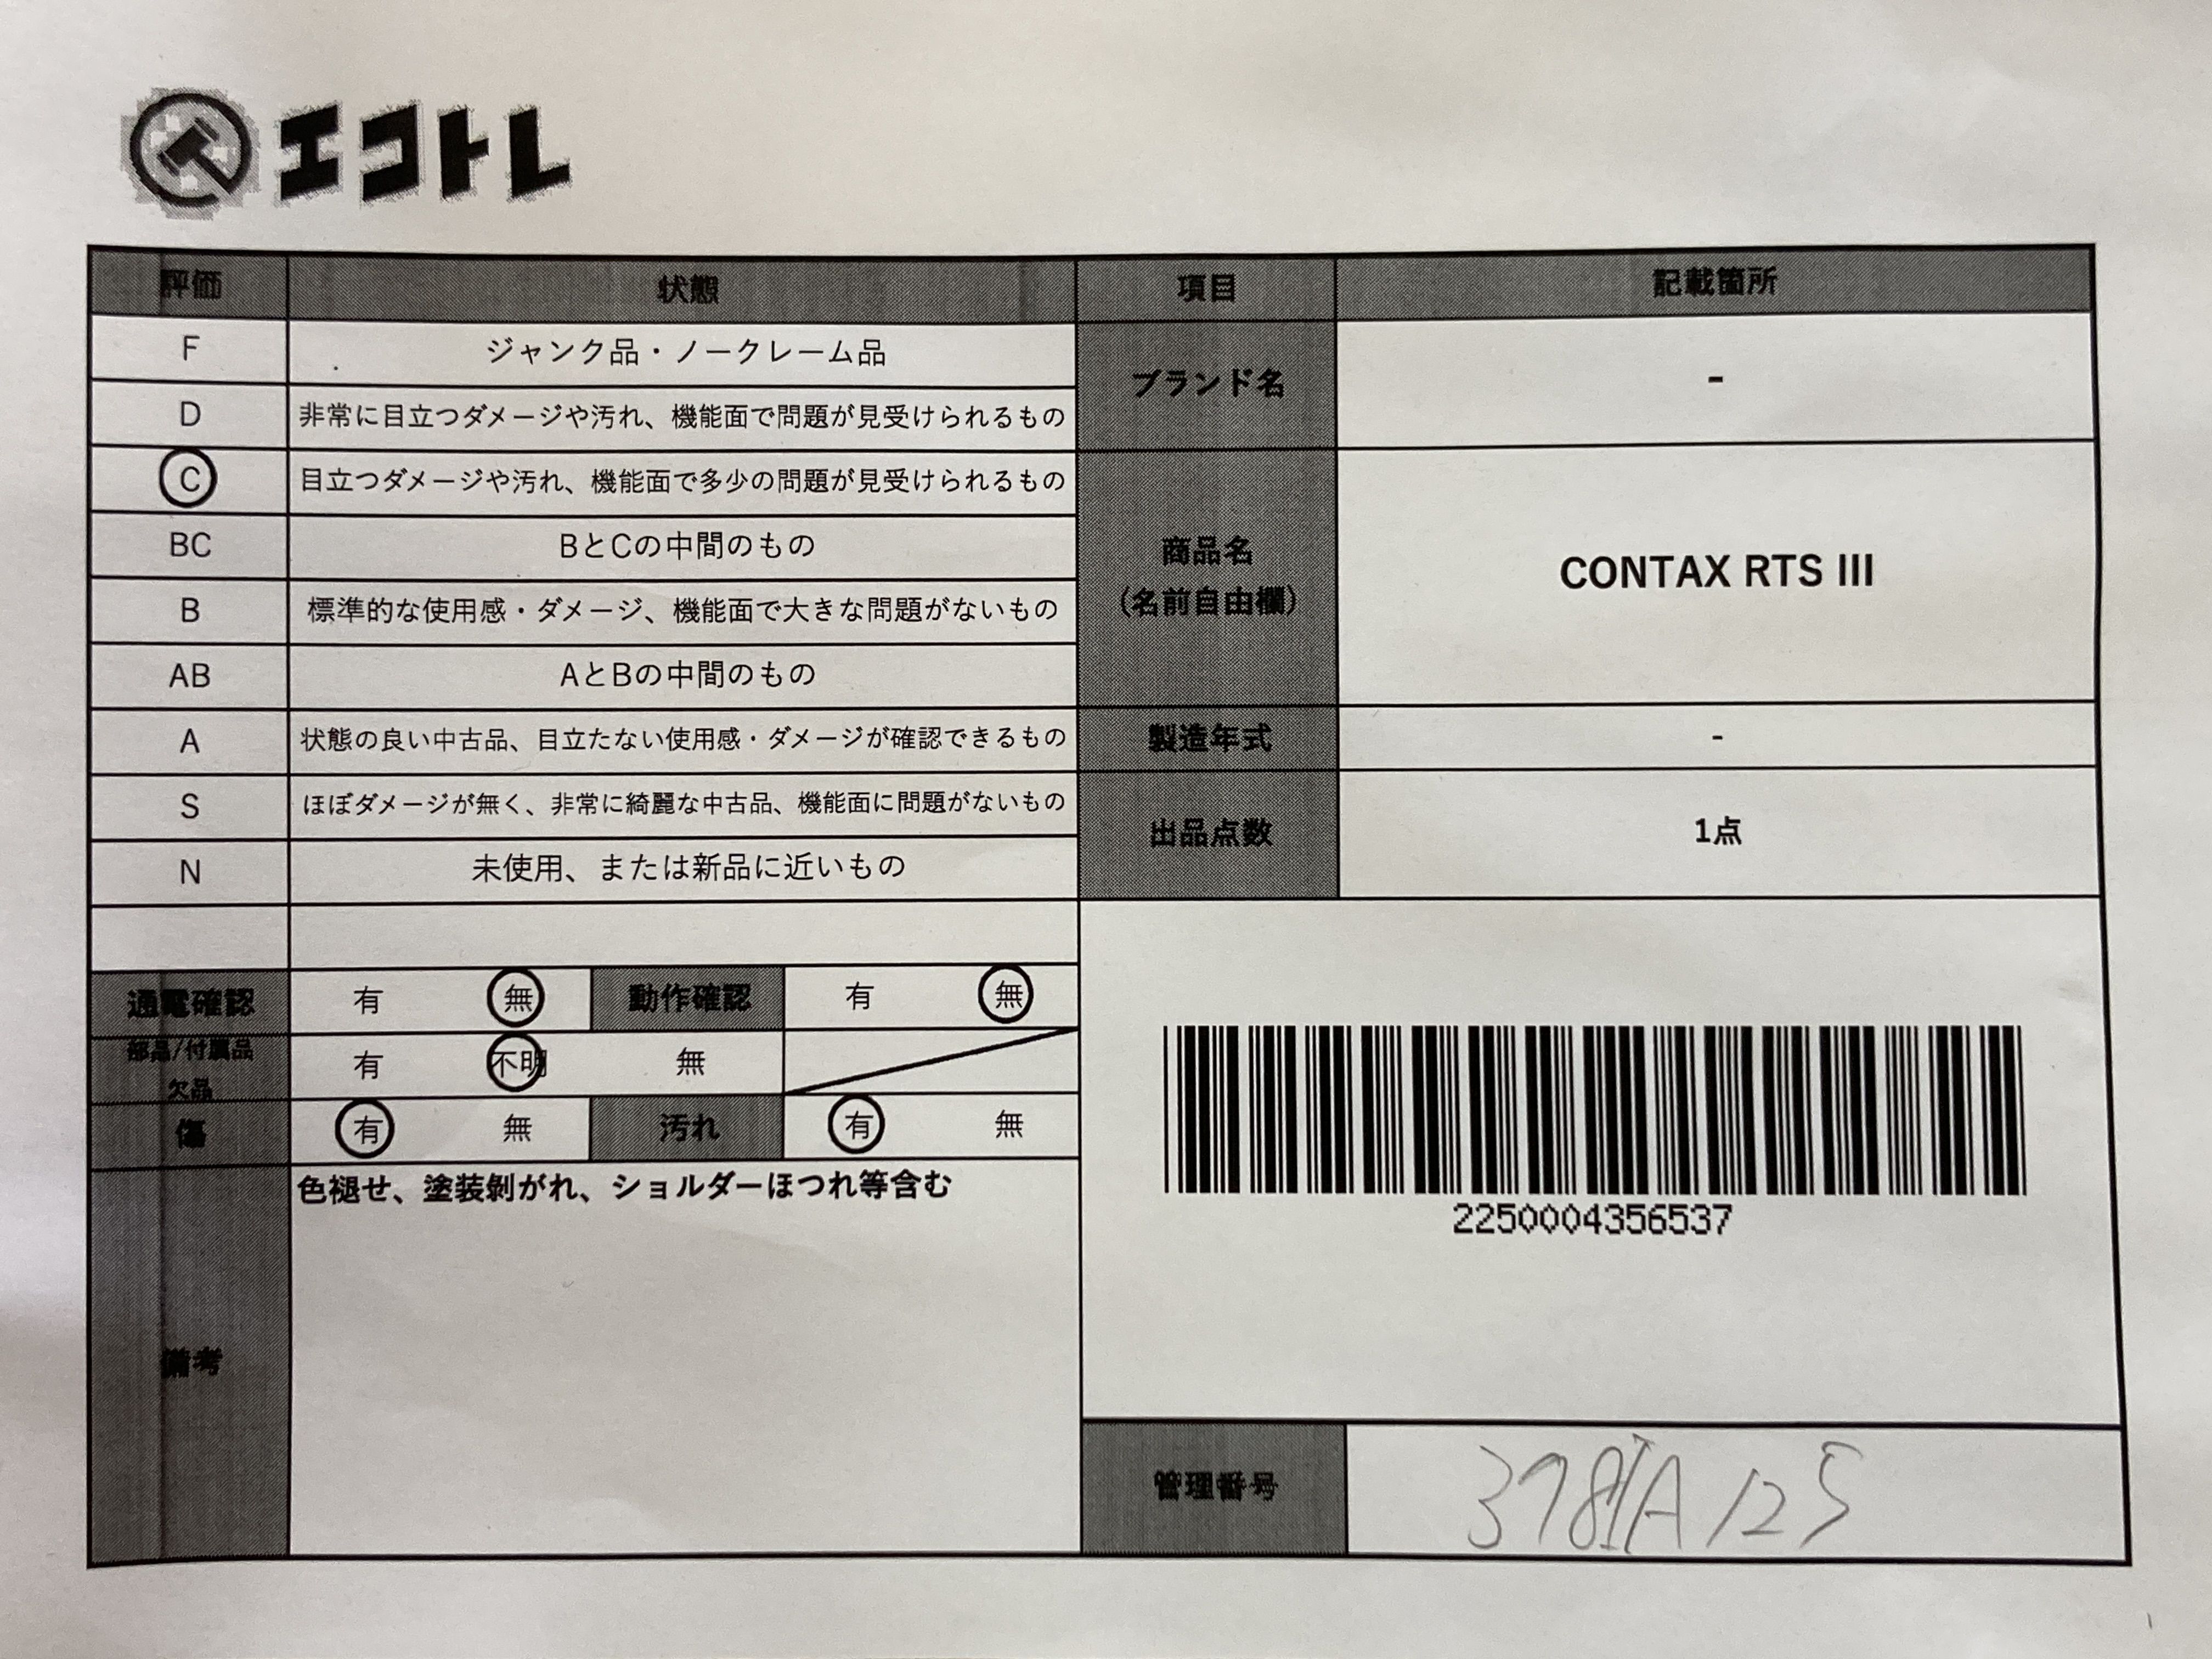 エコトレ
評価 状態 項目 記載箇所
F ジャンク品・ノークレーム品
D 非常に目立つダメージや汚れ、機能面で問題が見受けられるもの
ブランド名 -
C 目立つダメージや汚れ、機能面で多少の問題が見受けられるもの
BC BとCの中間のもの
B 標準的な使用感・ダメージ、機能面で大きな問題がないもの
AB AとBの中間のもの
商品名
(名前自由欄)
CONTAX RTS III
A 状態の良い中古品、目立たない使用感・ダメージが確認できるもの
製造年式 -
S ほぼダメージが無く、非常に綺麗な中古品、機能面に問題がないもの
N 未使用、または新品に近いもの
出品点数 1点
通電確認 有 無 動作確認 有 無
部品/付属品
欠品
有 不明 無
傷 有 無 汚れ 有 無
備考
色褪せ、塗装剝がれ、ショルダーほつれ等含む
2250004356537
管理番号